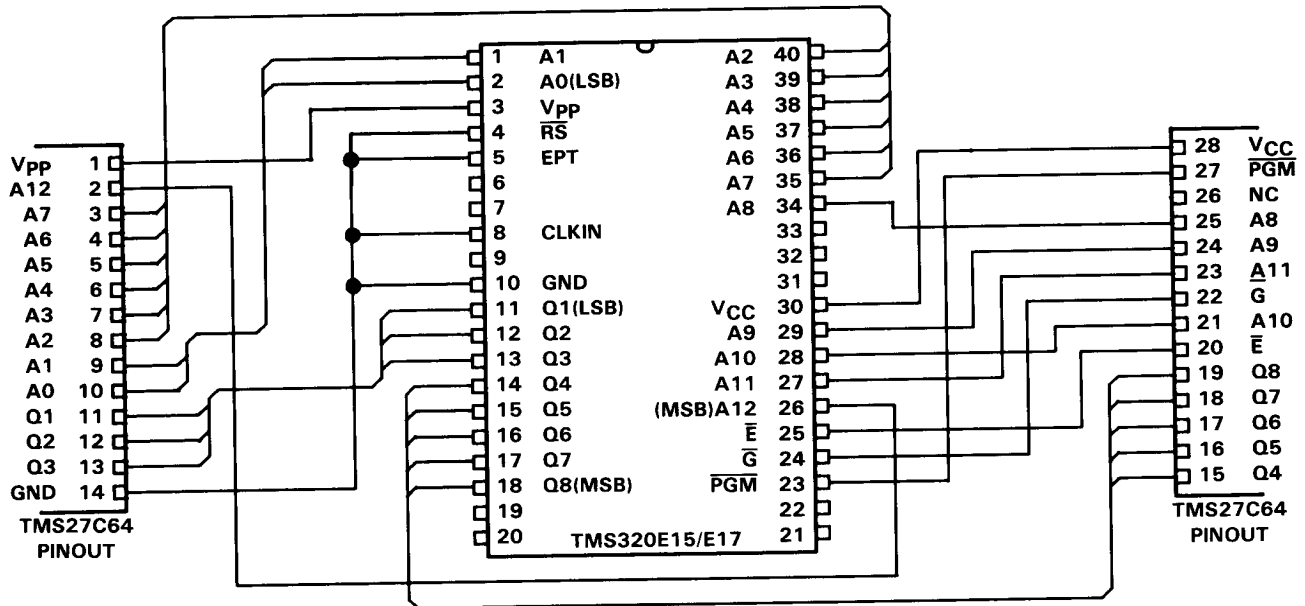 VPP 1
A12 2
A7 3
A6 4
A5 5
A4 6
A3 7
A2 8
A1 9
A0 10
Q1 11
Q2 12
Q3 13
GND 14
TMS27C64
PINOUT
1 A1
2 A0(LSB)
3 VPP
4 R̅S̅
5 EPT
6
7
8 CLKIN
9
10 GND
11 Q1(LSB)
12 Q2
13 Q3
14 Q4
15 Q5
16 Q6
17 Q7
18 Q8(MSB)
19
20
A2 40
A3 39
A4 38
A5 37
A6 36
A7 35
A8 34
33
32
31
VCC 30
A9 29
A10 28
A11 27
(MSB)A12 26
E̅ 25
G̅ 24
P̅G̅M̅ 23
22
21
TMS320E15/E17
28 VCC
27 P̅G̅M̅
26 NC
25 A8
24 A9
23 A11
22 G̅
21 A10
20 E̅
19 Q8
18 Q7
17 Q6
16 Q5
15 Q4
TMS27C64
PINOUT